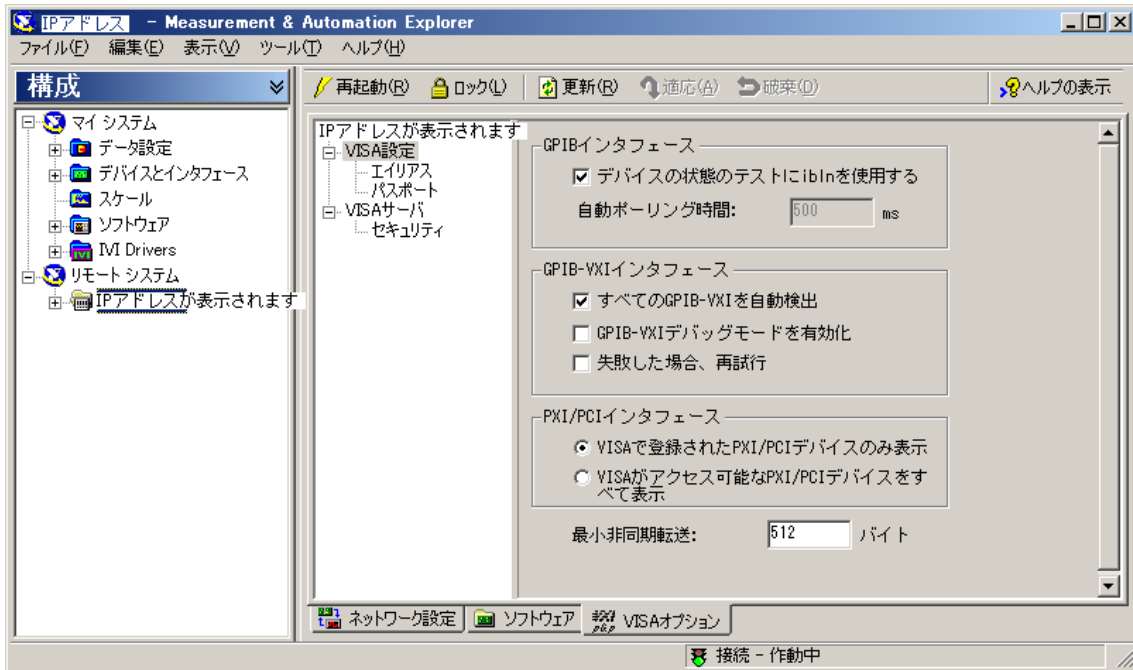 IPアドレス - Measurement & Automation Explorer
ファイル(F) 編集(E) 表示(V) ツール(T) ヘルプ(H)
構成
マイ システム
データ設定
デバイスとインタフェース
スケール
ソフトウェア
IVI Drivers
リモート システム
IPアドレスが表示されます
再起動(R) ロック(L) 更新(R) 適応(A) 破棄(D) ヘルプの表示
IPアドレスが表示されます
VISA設定
エイリアス
パスポート
VISAサーバ
セキュリティ
GPIBインタフェース
デバイスの状態のテストにiblnを使用する
自動ポーリング時間: 500 ms
GPIB-VXIインタフェース
すべてのGPIB-VXIを自動検出
GPIB-VXIデバッグモードを有効化
失敗した場合、再試行
PXI/PCIインタフェース
VISAで登録されたPXI/PCIデバイスのみ表示
VISAがアクセス可能なPXI/PCIデバイスをす
べて表示
最小非同期転送: 512 バイト
ネットワーク設定 ソフトウェア VISAオプション
接続 - 作動中